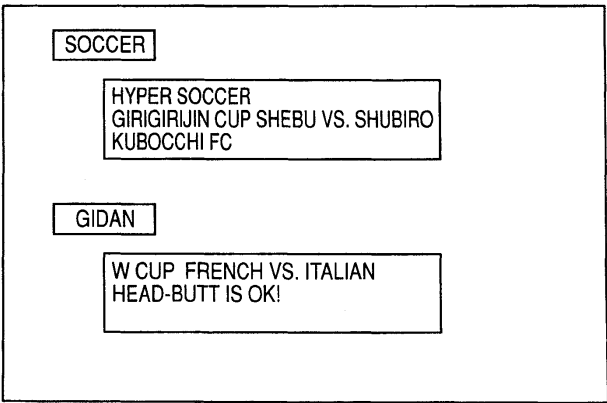 SOCCER
HYPER SOCCER
GIRIGIRIJIN CUP SHEBU VS. SHUBIRO
KUBOCCHI FC
GIDAN
W CUP FRENCH VS. ITALIAN
HEAD-BUTT IS OK!